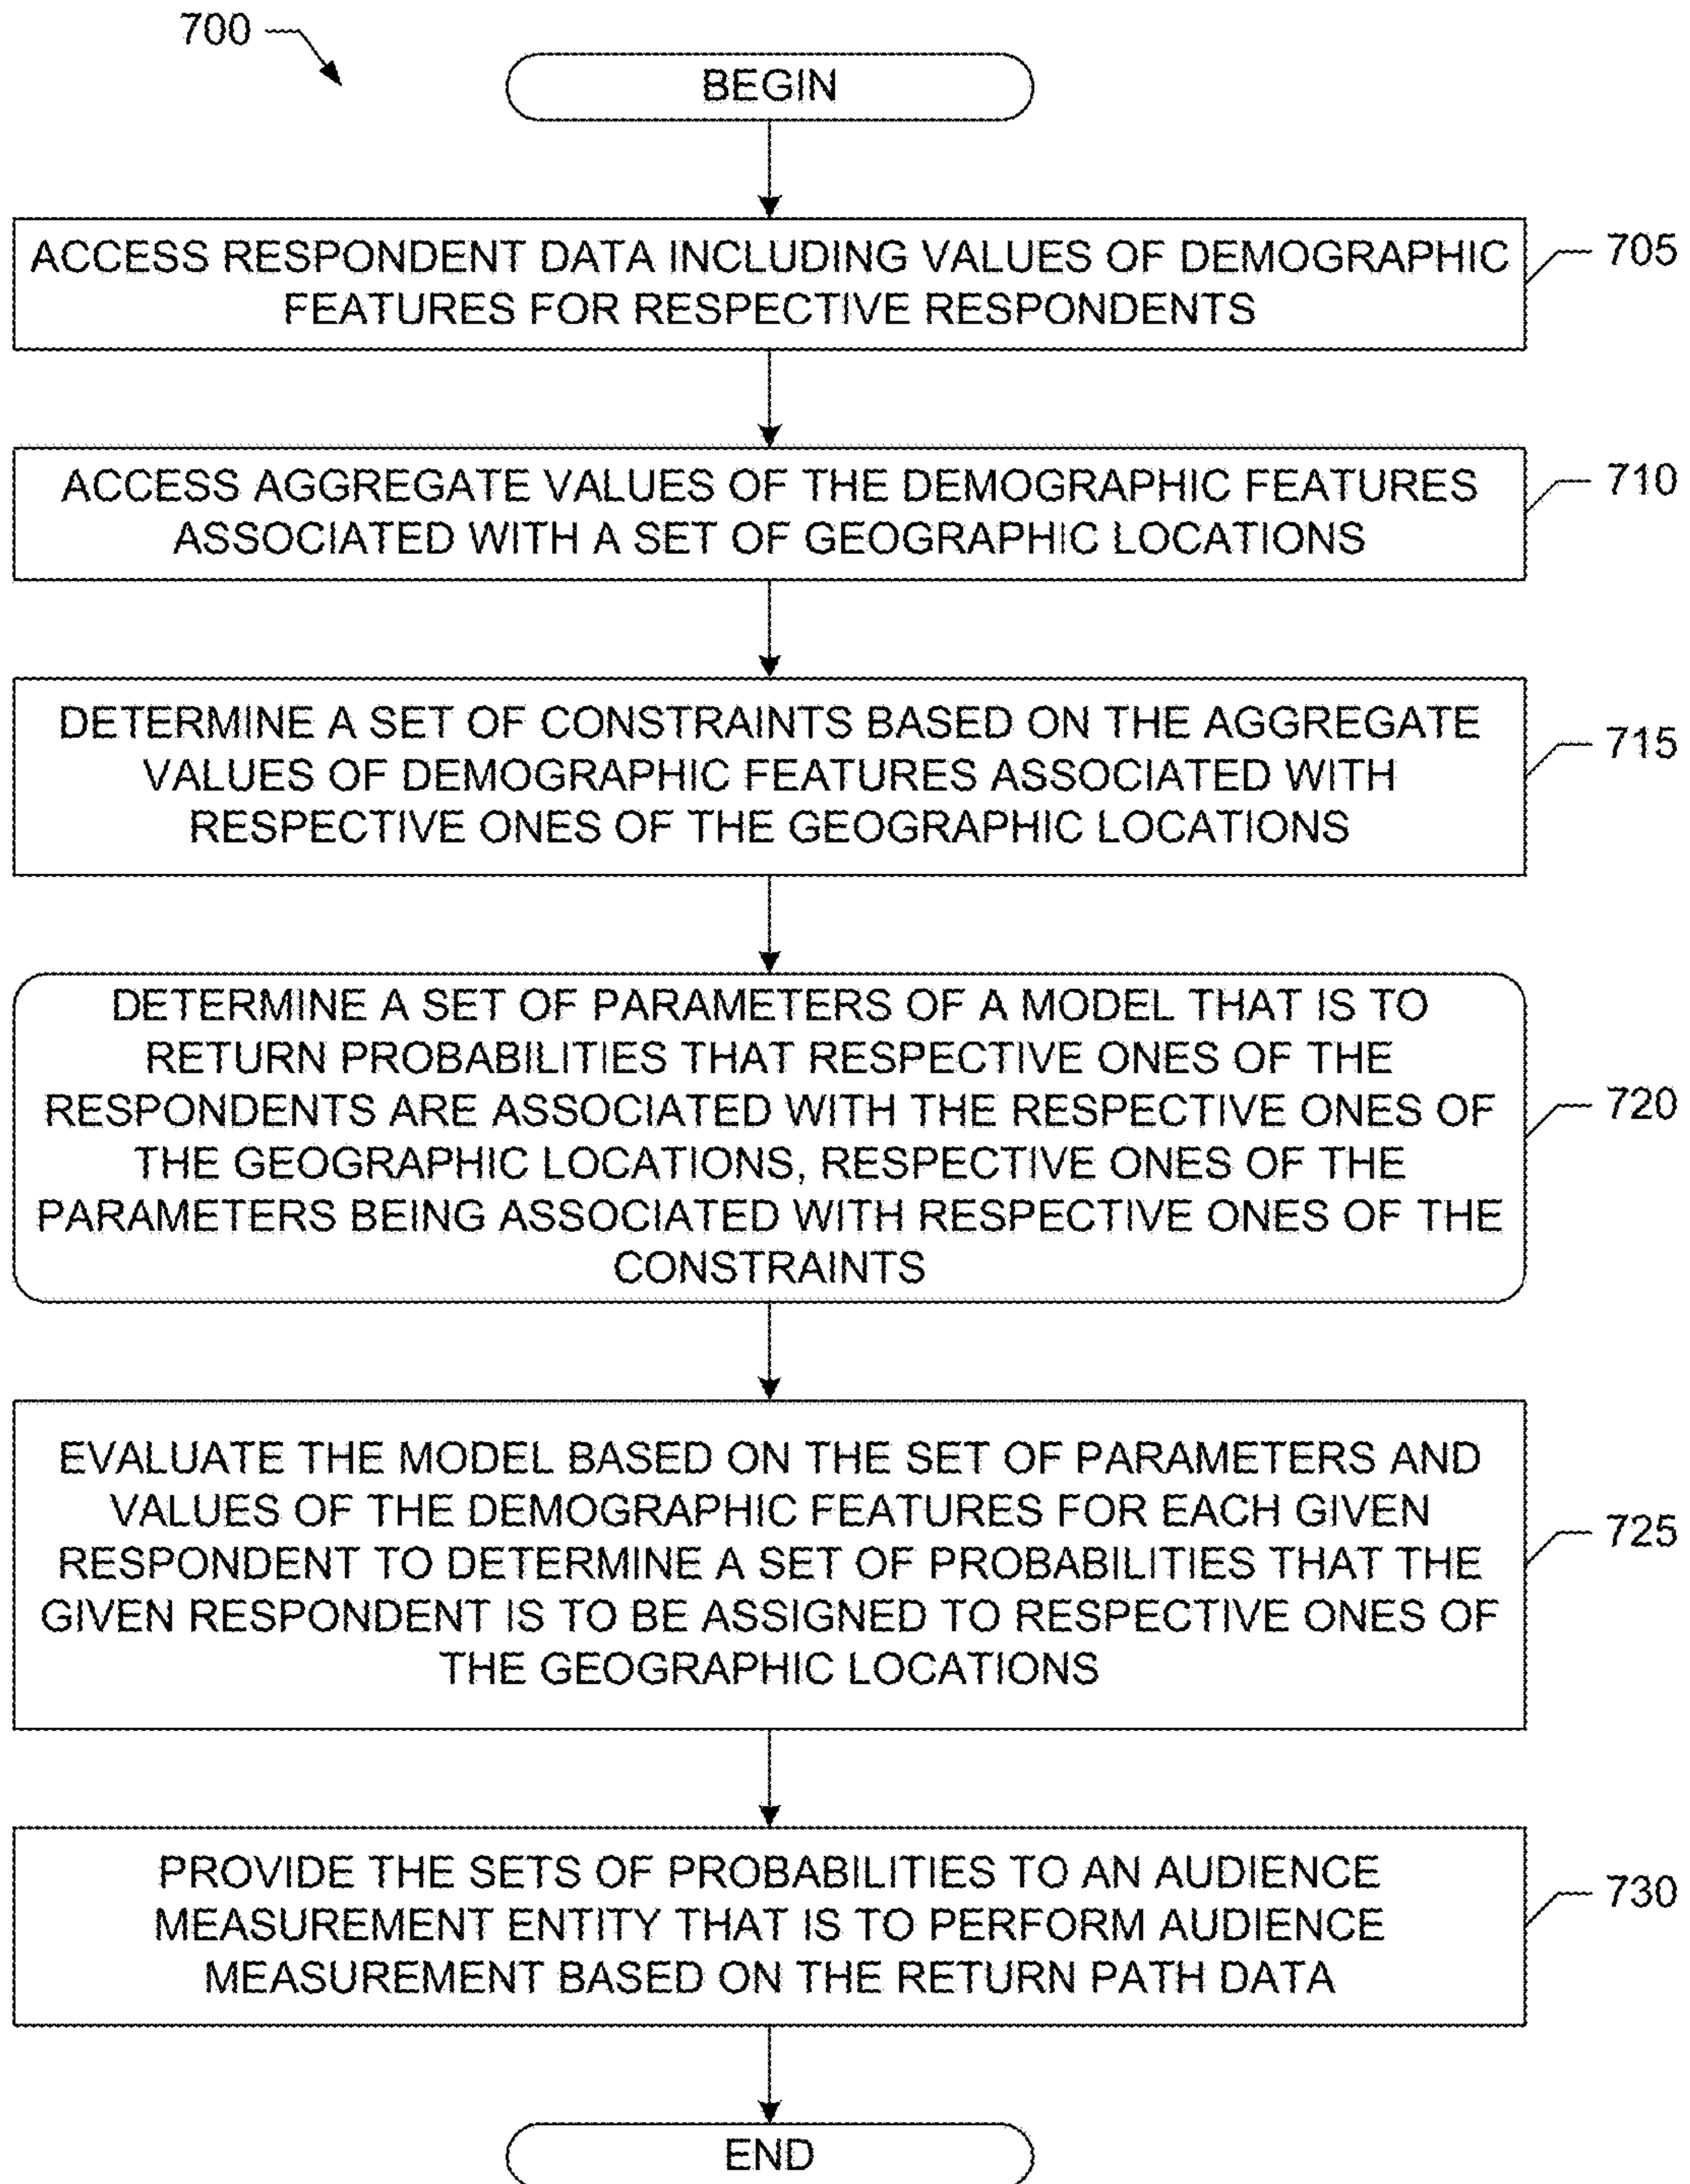 700
BEGIN
ACCESS RESPONDENT DATA INCLUDING VALUES OF DEMOGRAPHIC
FEATURES FOR RESPECTIVE RESPONDENTS
705
ACCESS AGGREGATE VALUES OF THE DEMOGRAPHIC FEATURES
ASSOCIATED WITH A SET OF GEOGRAPHIC LOCATIONS
710
DETERMINE A SET OF CONSTRAINTS BASED ON THE AGGREGATE
VALUES OF DEMOGRAPHIC FEATURES ASSOCIATED WITH
RESPECTIVE ONES OF THE GEOGRAPHIC LOCATIONS
715
DETERMINE A SET OF PARAMETERS OF A MODEL THAT IS TO
RETURN PROBABILITIES THAT RESPECTIVE ONES OF THE
RESPONDENTS ARE ASSOCIATED WITH THE RESPECTIVE ONES OF
THE GEOGRAPHIC LOCATIONS, RESPECTIVE ONES OF THE
PARAMETERS BEING ASSOCIATED WITH RESPECTIVE ONES OF THE
CONSTRAINTS
720
EVALUATE THE MODEL BASED ON THE SET OF PARAMETERS AND
VALUES OF THE DEMOGRAPHIC FEATURES FOR EACH GIVEN
RESPONDENT TO DETERMINE A SET OF PROBABILITIES THAT THE
GIVEN RESPONDENT IS TO BE ASSIGNED TO RESPECTIVE ONES OF
THE GEOGRAPHIC LOCATIONS
725
PROVIDE THE SETS OF PROBABILITIES TO AN AUDIENCE
MEASUREMENT ENTITY THAT IS TO PERFORM AUDIENCE
MEASUREMENT BASED ON THE RETURN PATH DATA
730
END